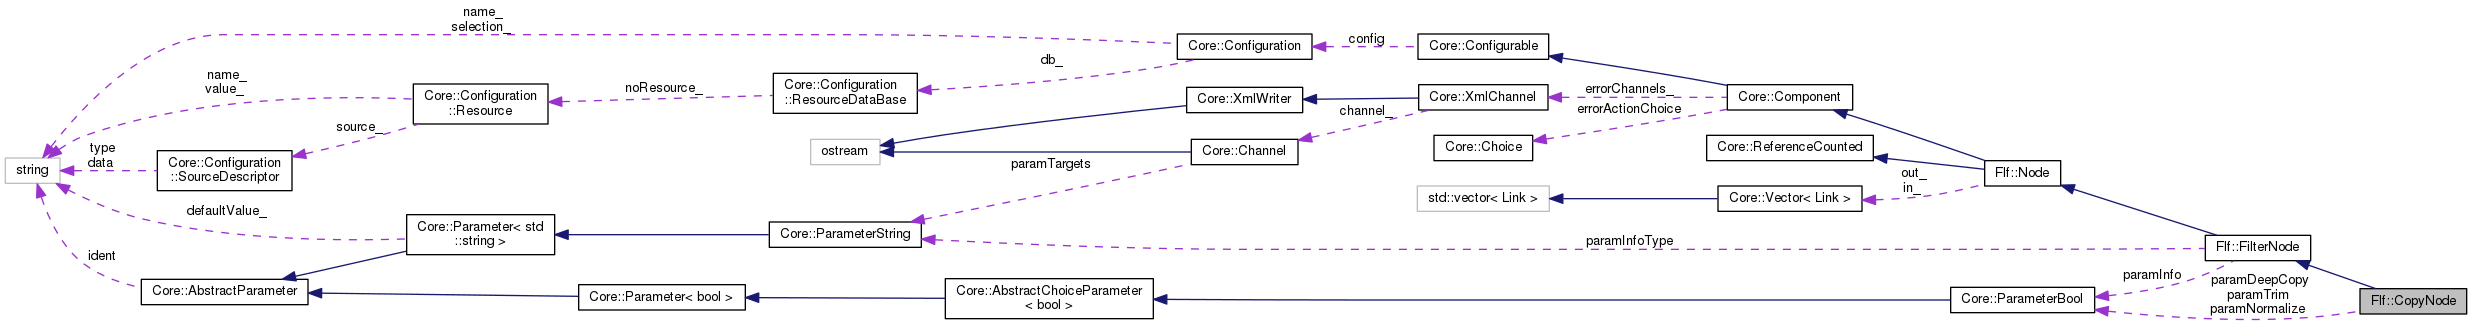 name_
selection_
Core::Configuration
config
Core::Configurable
db_
name_
value_
Core::Configuration
::Resource
noResource_
Core::Configuration
::ResourceDataBase
Core::XmlWriter
Core::XmlChannel
errorChannels_
errorActionChoice
Core::Component
channel_
source_
ostream
Core::Channel
Core::Choice
Core::ReferenceCounted
type
data
string
Core::Configuration
::SourceDescriptor
paramTargets
Flf::Node
out_
in_
std::vector< Link >
Core::Vector< Link >
defaultValue_
Core::Parameter< std
::string >
Core::ParameterString
paramInfoType
Flf::FilterNode
ident
Core::AbstractParameter
Core::Parameter< bool >
Core::AbstractChoiceParameter
< bool >
Core::ParameterBool
paramInfo
paramDeepCopy
paramTrim
paramNormalize
Flf::CopyNode